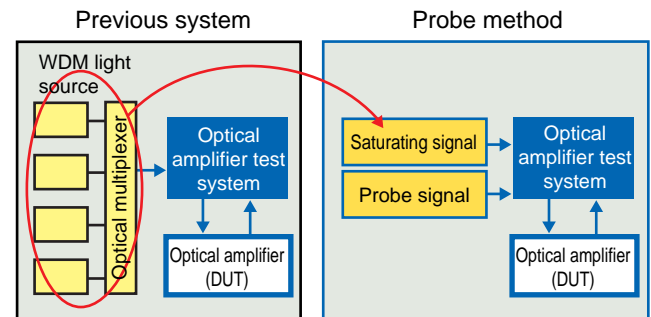 Previous system
WDM light
source
Optical multiplexer
Optical
amplifier test
system
Optical amplifier
(DUT)
Probe method
Saturating signal
Probe signal
Optical
amplifier test
system
Optical amplifier
(DUT)